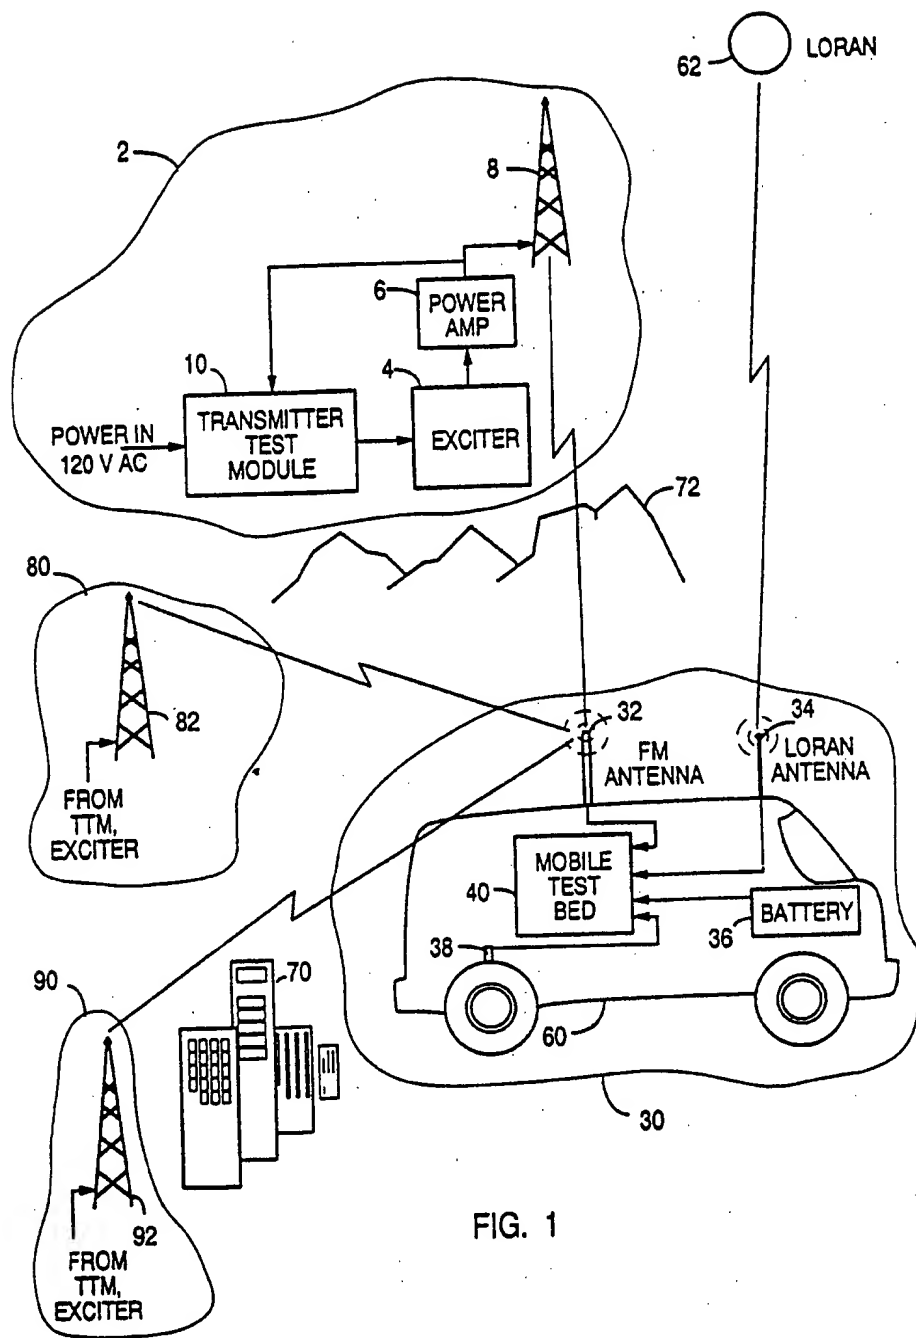 62
LORAN
2
8
6
POWER
AMP
10
4
TRANSMITTER
TEST
MODULE
EXCITER
POWER IN
120 V AC
72
80
82
FROM
TTM,
EXCITER
32
FM
ANTENNA
34
LORAN
ANTENNA
40
MOBILE
TEST
BED
36
BATTERY
38
60
30
90
70
92
FROM
TTM,
EXCITER
FIG. 1